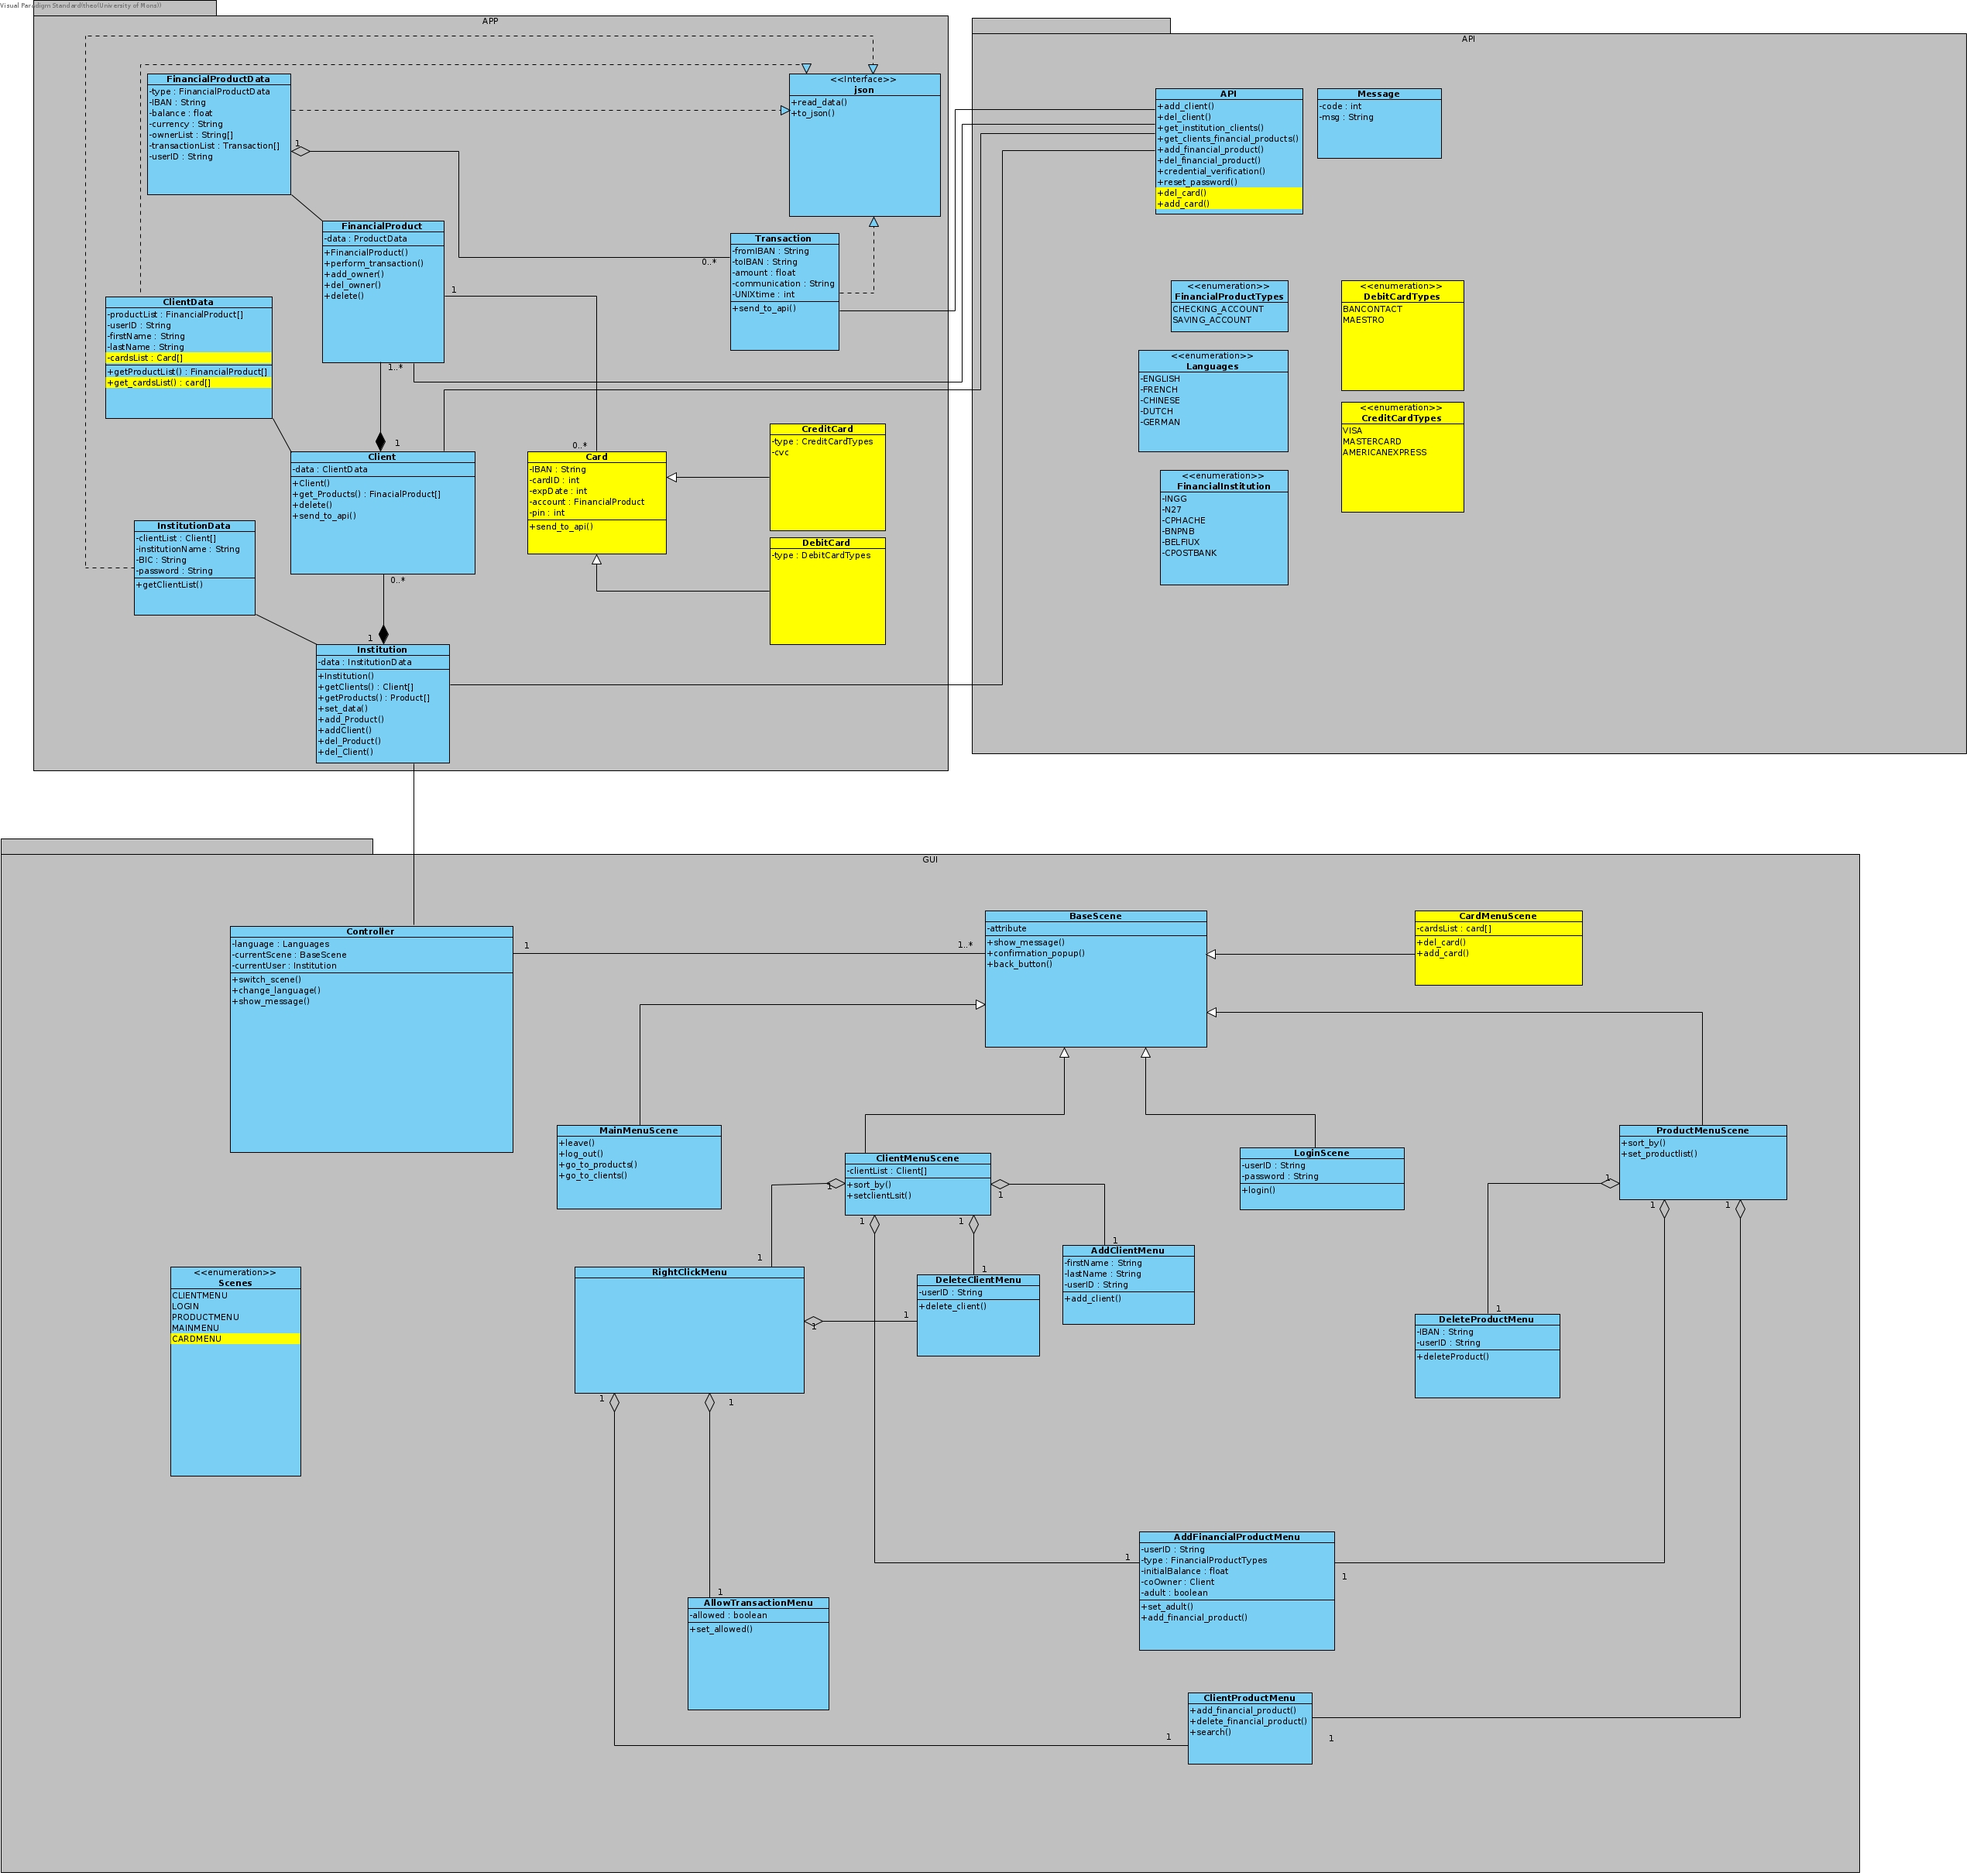 Visual Paradigm Standard(theo(University of Mons))
APP
FinancialProductData
-type : FinancialProductData
-IBAN : String
-balance : float
-currency : String
-ownerList : String[]
-transactionList : Transaction[]
-userID : String
1
<<Interface>>
json
+read_data()
+to_json()
FinancialProduct
-data : ProductData
+FinancialProduct()
+perform_transaction()
+add_owner()
+del_owner()
+delete()
1
1..*
Transaction
-fromIBAN : String
-toIBAN : String
-amount : float
-communication : String
-UNIXtime : int
+send_to_api()
0..*
ClientData
-productList : FinancialProduct[]
-userID : String
-firstName : String
-lastName : String
-cardsList : Card[]
+getProductList() : FinancialProduct[]
+get_cardsList() : card[]
1
Client
-data : ClientData
+Client()
+get_Products() : FinacialProduct[]
+delete()
+send_to_api()
0..*
0..*
Card
-IBAN : String
-cardID : int
-expDate : int
-account : FinancialProduct
-pin : int
+send_to_api()
CreditCard
-type : CreditCardTypes
-cvc
DebitCard
-type : DebitCardTypes
InstitutionData
-clientList : Client[]
-institutionName : String
-BIC : String
-password : String
+getClientList()
1
Institution
-data : InstitutionData
+Institution()
+getClients() : Client[]
+getProducts() : Product[]
+set_data()
+add_Product()
+addClient()
+del_Product()
+del_Client()
API
API
+add_client()
+del_client()
+get_institution_clients()
+get_clients_financial_products()
+add_financial_product()
+del_financial_product()
+credential_verification()
+reset_password()
+del_card()
+add_card()
Message
-code : int
-msg : String
<<enumeration>>
FinancialProductTypes
CHECKING_ACCOUNT
SAVING_ACCOUNT
<<enumeration>>
DebitCardTypes
BANCONTACT
MAESTRO
<<enumeration>>
Languages
-ENGLISH
-FRENCH
-CHINESE
-DUTCH
-GERMAN
<<enumeration>>
CreditCardTypes
VISA
MASTERCARD
AMERICANEXPRESS
<<enumeration>>
FinancialInstitution
-INGG
-N27
-CPHACHE
-BNPNB
-BELFIUX
-CPOSTBANK
GUI
Controller
-language : Languages
-currentScene : BaseScene
-currentUser : Institution
+switch_scene()
+change_language()
+show_message()
1
1..*
BaseScene
-attribute
+show_message()
+confirmation_popup()
+back_button()
CardMenuScene
-cardsList : card[]
+del_card()
+add_card()
MainMenuScene
+leave()
+log_out()
+go_to_products()
+go_to_clients()
ClientMenuScene
-clientList : Client[]
+sort_by()
+setclientLsit()
1
1
1
1
LoginScene
-userID : String
-password : String
+login()
ProductMenuScene
+sort_by()
+set_productlist()
1
1
1
<<enumeration>>
Scenes
CLIENTMENU
LOGIN
PRODUCTMENU
MAINMENU
CARDMENU
1
RightClickMenu
1
1
1
1
DeleteClientMenu
-userID : String
+delete_client()
1
1
AddClientMenu
-firstName : String
-lastName : String
-userID : String
+add_client()
1
DeleteProductMenu
-IBAN : String
-userID : String
+deleteProduct()
1
AddFinancialProductMenu
-userID : String
-type : FinancialProductTypes
-initialBalance : float
-coOwner : Client
-adult : boolean
+set_adult()
+add_financial_product()
1
1
AllowTransactionMenu
-allowed : boolean
+set_allowed()
ClientProductMenu
+add_financial_product()
+delete_financial_product()
+search()
1
1